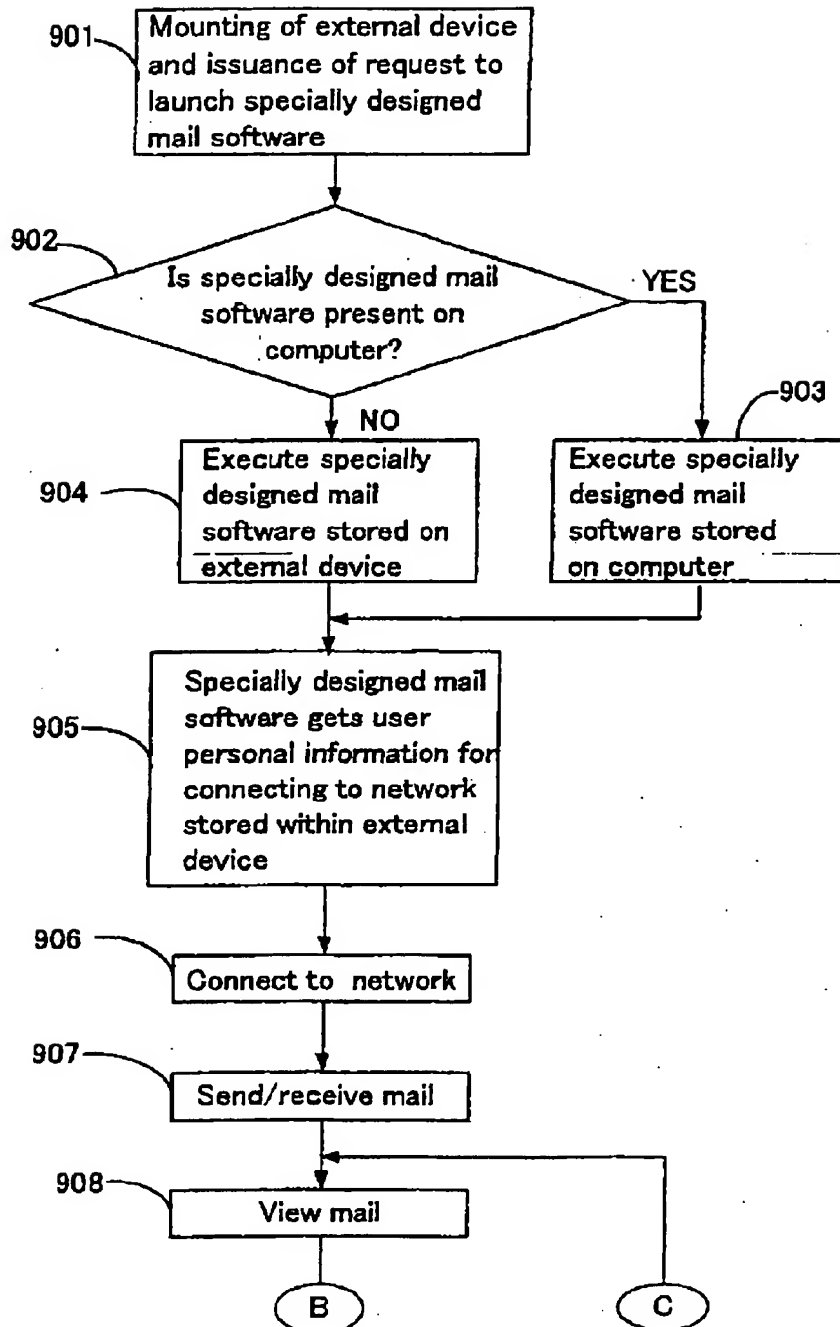 901
Mounting of external device
and issuance of request to
launch specially designed
mail software
902
Is specially designed mail
software present on
computer?
YES
NO
903
904
Execute specially
designed mail
software stored on
external device
Execute specially
designed mail
software stored
on computer
905
Specially designed mail
software gets user
personal information for
connecting to network
stored within external
device
906
Connect to network
907
Send/receive mail
908
View mail
B
C